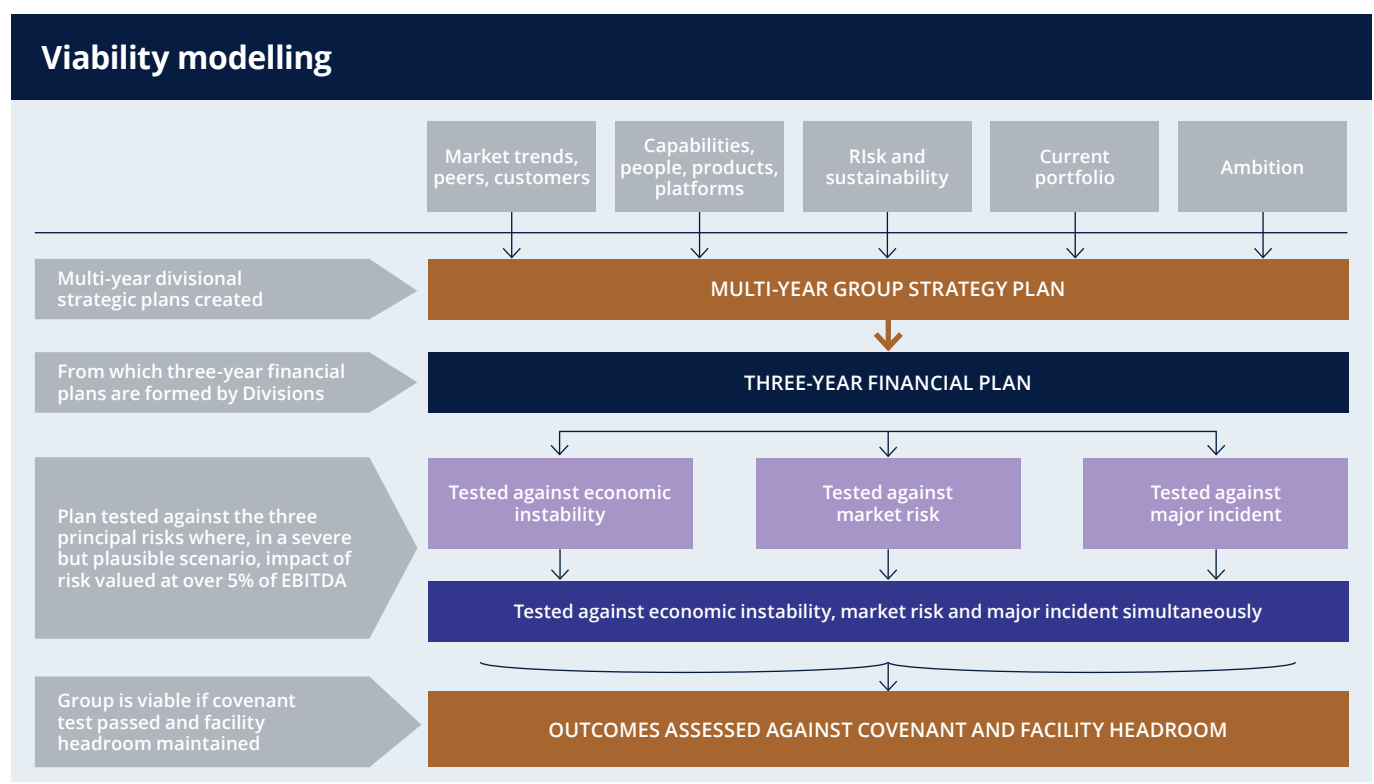 Viability modelling
Market trends,
peers, customers
Capabilities,
people, products,
platforms
RIsk and
sustainability
Current
portfolio
Ambition
Multi-year divisional
strategic plans created
MULTI-YEAR GROUP STRATEGY PLAN
From which three-year financial
plans are formed by Divisions
THREE-YEAR FINANCIAL PLAN
Plan tested against the three
principal risks where, in a severe
but plausible scenario, impact of
risk valued at over 5% of EBITDA
Tested against economic
instability
Tested against
market risk
Tested against
major incident
Tested against economic instability, market risk and major incident simultaneously
Group is viable if covenant
test passed and facility
headroom maintained
OUTCOMES ASSESSED AGAINST COVENANT AND FACILITY HEADROOM